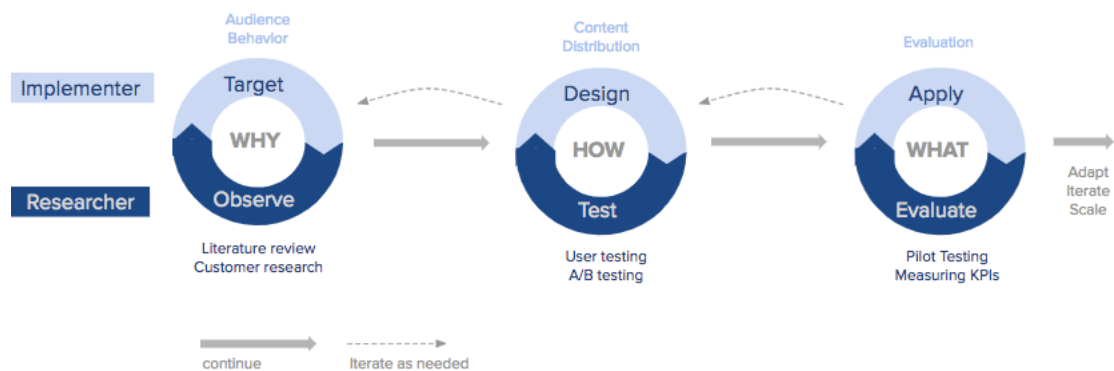 Audience
Behavior
Content
Distribution
Evaluation
Implementer
Target
Design
Apply
WHY
HOW
WHAT
Researcher
Observe
Test
Evaluate
Adapt
Iterate
Scale
Literature review
Customer research
User testing
A/B testing
Pilot Testing
Measuring KPIs
continue
Iterate as needed